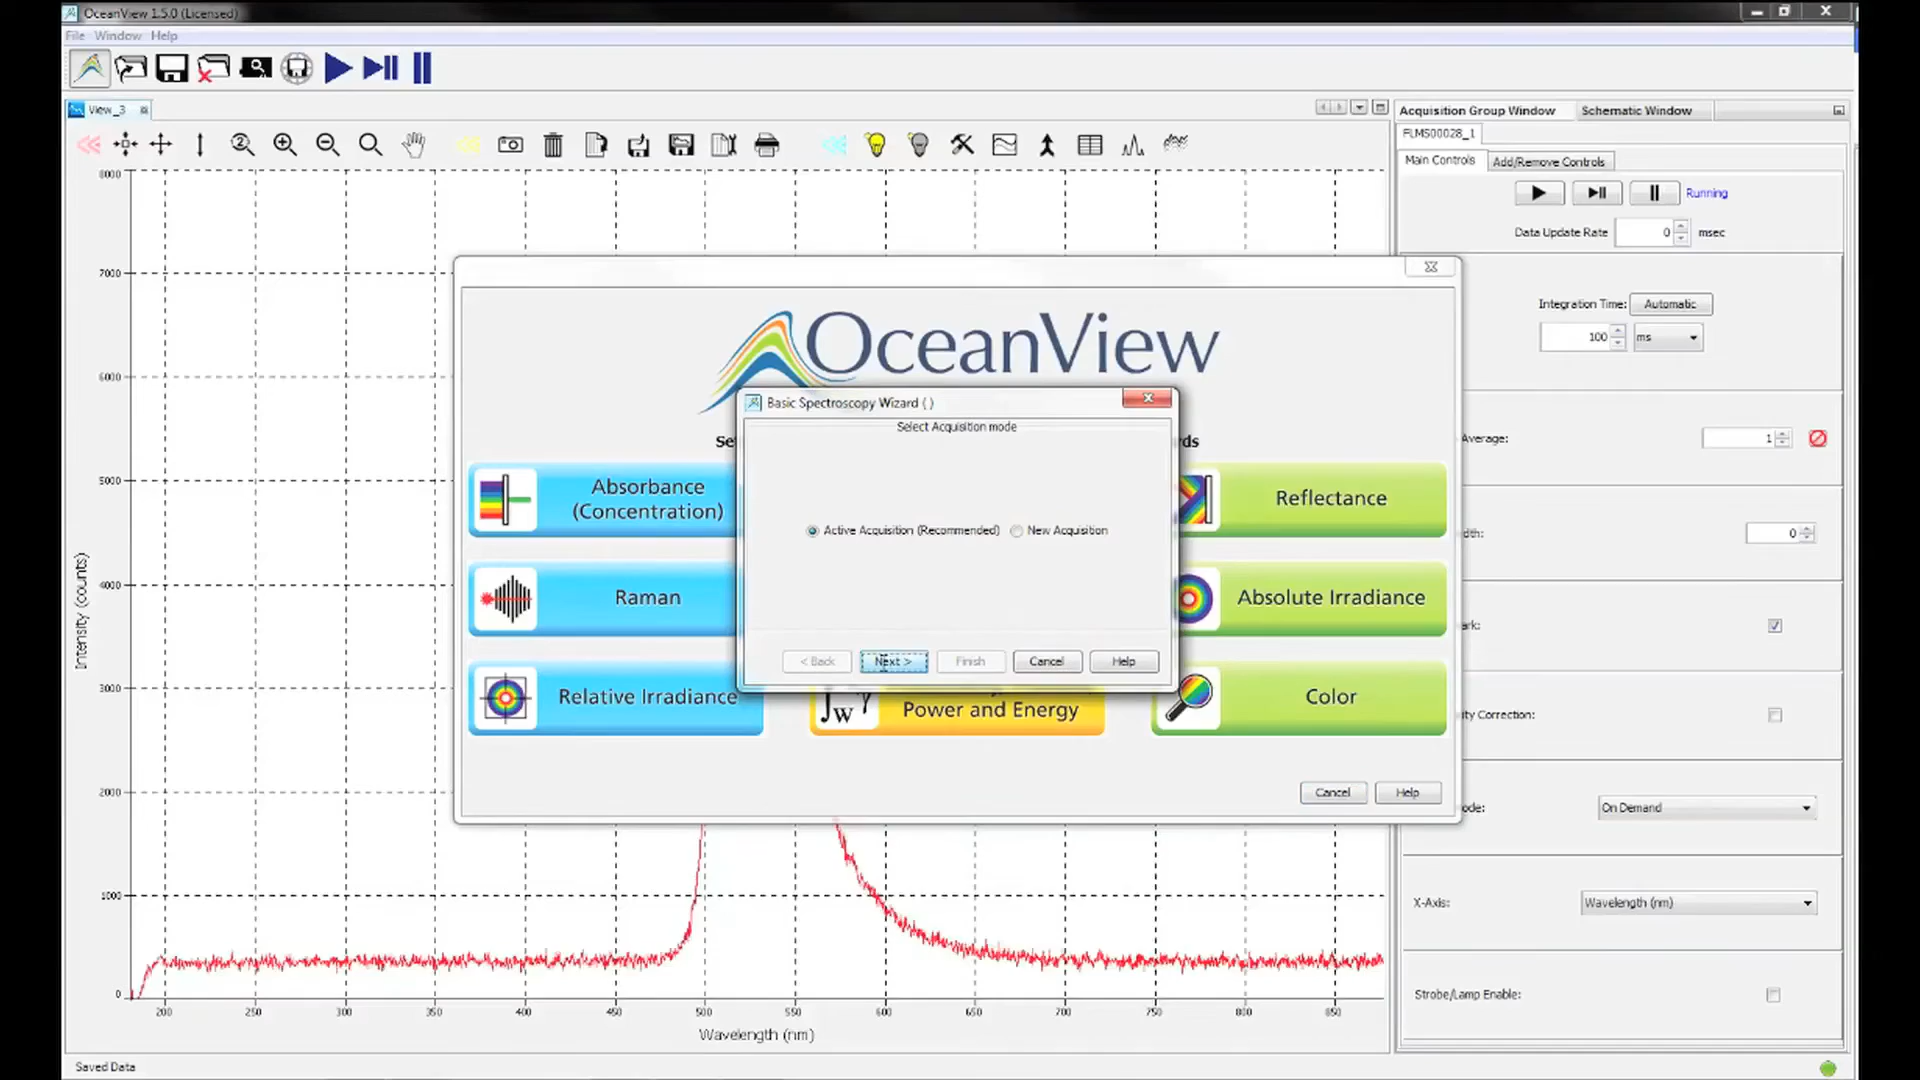 OceanView 1.5.0 (Licensed)
File Window Help
View_3
Acquisition Group Window
Schematic Window
FLMS00028_1
Main Controls
Add/Remove Controls
Running
Data Update Rate
0
msec
Integration Time:
Automatic
100
ms
Average:
1
0
On Demand
X-Axis:
Wavelength (nm)
Strobe/Lamp Enable:
ity Correction:
OceanView
Basic Spectroscopy Wizard ( )
Select Acquisition mode
Active Acquisition (Recommended)
New Acquisition
< Back
Next >
Finish
Cancel
Help
Absorbance
(Concentration)
Raman
Relative Irradiance
Power and Energy
Reflectance
Absolute Irradiance
Color
Cancel
Help
Intensity (counts)
8000
7000
6000
5000
4000
3000
2000
1000
0
200
250
300
350
400
450
500
550
600
650
700
750
800
850
Wavelength (nm)
Saved Data